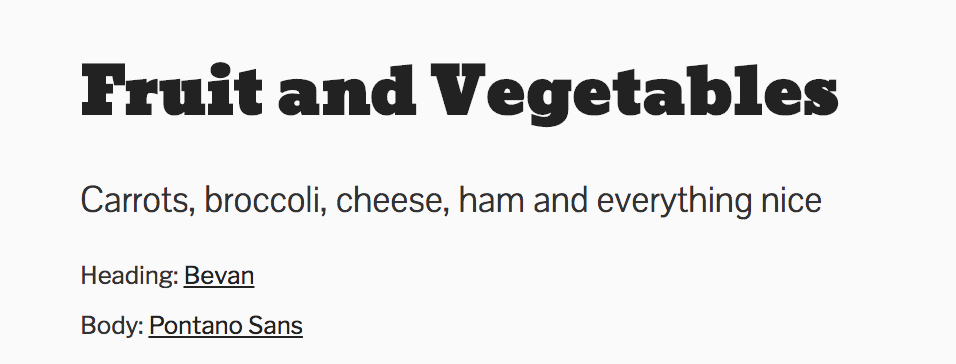 Fruit and Vegetables
Carrots, broccoli, cheese, ham and everything nice
Heading: Bevan
Body: Pontano Sans